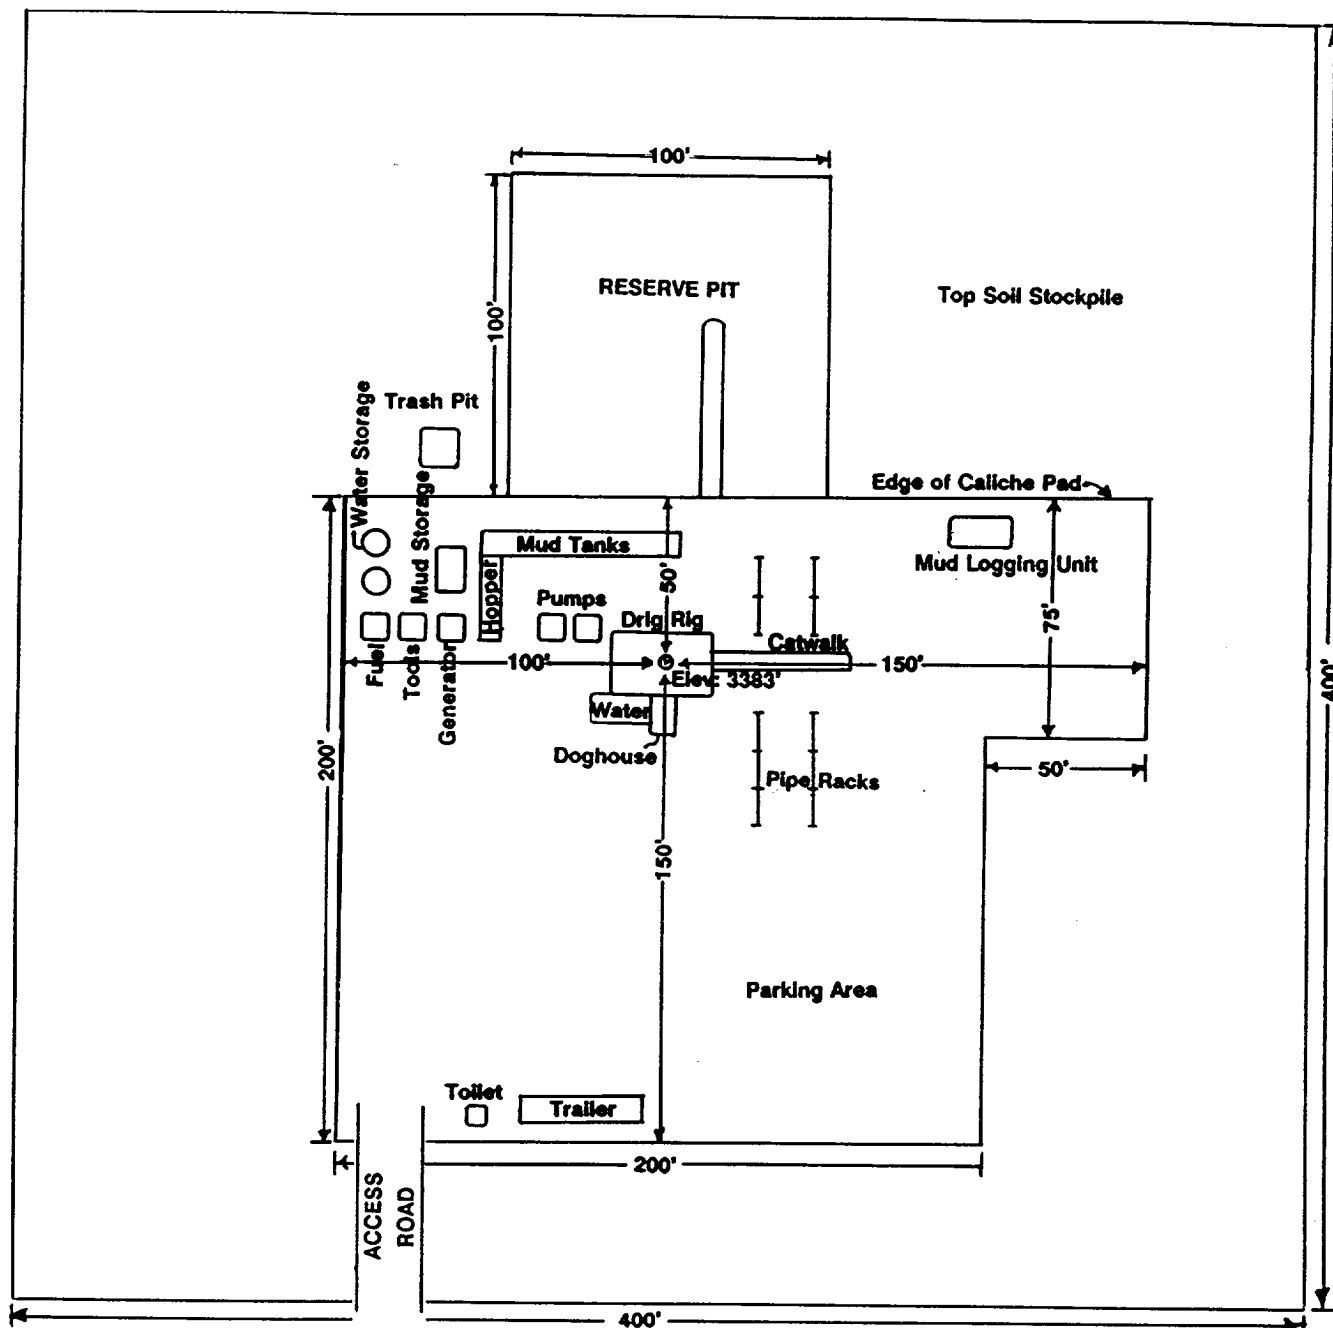 100'
RESERVE PIT
Top Soil Stockpile
100'
Trash Pit
Water Storage
Mud Storage
Edge of Caliche Pad
Mud Tanks
Hopper
50'
Mud Logging Unit
Pumps
Drlg Rig
75'
Catwalk
Fuel
Tools
Generator
100'
150'
Elev. 3383'
400'
Water
Doghouse
200'
50'
Pipe Racks
150'
Parking Area
Toilet
Trailer
200'
ACCESS
ROAD
400'